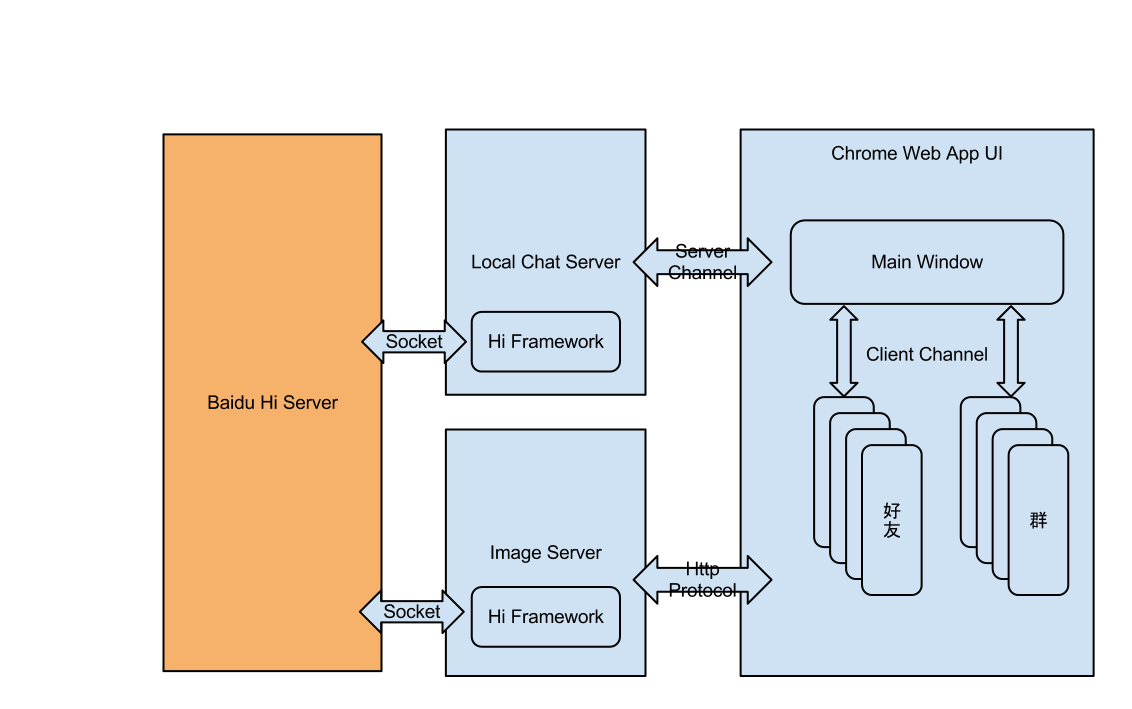 Chrome Web App UI
Server
Channel
Local Chat Server
Main Window
Socket
Hi Framework
Client Channel
Baidu Hi Server
好
友
群
Image Server
Http
Protocol
Socket
Hi Framework